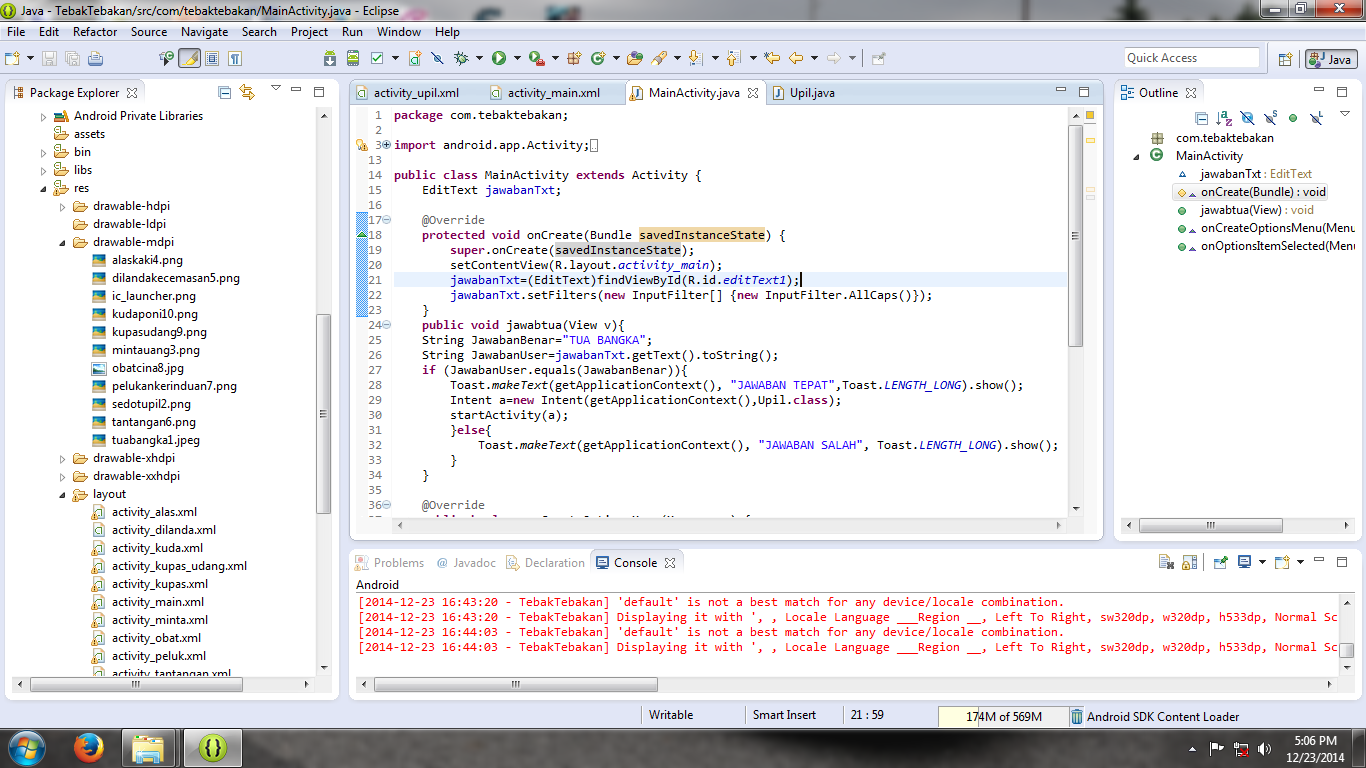 Java - TebakTebakan/src/com/tebaktebakan/MainActivity.java - Eclipse
File Edit Refactor Source Navigate Search Project Run Window Help
Quick Access
Java
Package Explorer
Android Private Libraries
assets
bin
libs
res
drawable-hdpi
drawable-ldpi
drawable-mdpi
alaskaki4.png
dilandakecemasan5.png
ic_launcher.png
kudaponi10.png
kupasudang9.png
mintauang3.png
obatcina8.jpg
pelukankerinduan7.png
sedotupil2.png
tantangan6.png
tuabangka1.jpeg
drawable-xhdpi
drawable-xxhdpi
layout
activity_alas.xml
activity_dilanda.xml
activity_kuda.xml
activity_kupas_udang.xml
activity_kupas.xml
activity_main.xml
activity_minta.xml
activity_obat.xml
activity_peluk.xml
activity_tantangan.xml
activity_upil.xml activity_main.xml MainActivity.java Upil.java
1 package com.tebaktebakan;
2
3 import android.app.Activity;
13
14 public class MainActivity extends Activity {
15 EditText jawabanTxt;
16
17 @Override
18 protected void onCreate(Bundle savedInstanceState) {
19 super.onCreate(savedInstanceState);
20 setContentView(R.layout.activity_main);
21 jawabanTxt=(EditText)findViewById(R.id.editText1);
22 jawabanTxt.setFilters(new InputFilter[] {new InputFilter.AllCaps()});
23 }
24 public void jawabtua(View v){
25 String JawabanBenar="TUA BANGKA";
26 String JawabanUser=jawabanTxt.getText().toString();
27 if (JawabanUser.equals(JawabanBenar)){
28 Toast.makeText(getApplicationContext(), "JAWABAN TEPAT",Toast.LENGTH_LONG).show();
29 Intent a=new Intent(getApplicationContext(),Upil.class);
30 startActivity(a);
31 }else{
32 Toast.makeText(getApplicationContext(), "JAWABAN SALAH", Toast.LENGTH_LONG).show();
33 }
34 }
35
36 @Override
Outline
com.tebaktebakan
MainActivity
jawabanTxt : EditText
onCreate(Bundle) : void
jawabtua(View) : void
onCreateOptionsMenu(Menu
onOptionsItemSelected(Menu
Problems @ Javadoc Declaration Console
Android
[2014-12-23 16:43:20 - TebakTebakan] 'default' is not a best match for any device/locale combination.
[2014-12-23 16:43:20 - TebakTebakan] Displaying it with ', , Locale Language ___Region __, Left To Right, sw320dp, w320dp, h533dp, Normal Sc
[2014-12-23 16:44:03 - TebakTebakan] 'default' is not a best match for any device/locale combination.
[2014-12-23 16:44:03 - TebakTebakan] Displaying it with ', , Locale Language ___Region __, Left To Right, sw320dp, w320dp, h533dp, Normal Sc
Writable Smart Insert 21 : 59 174M of 569M Android SDK Content Loader
5:06 PM
12/23/2014